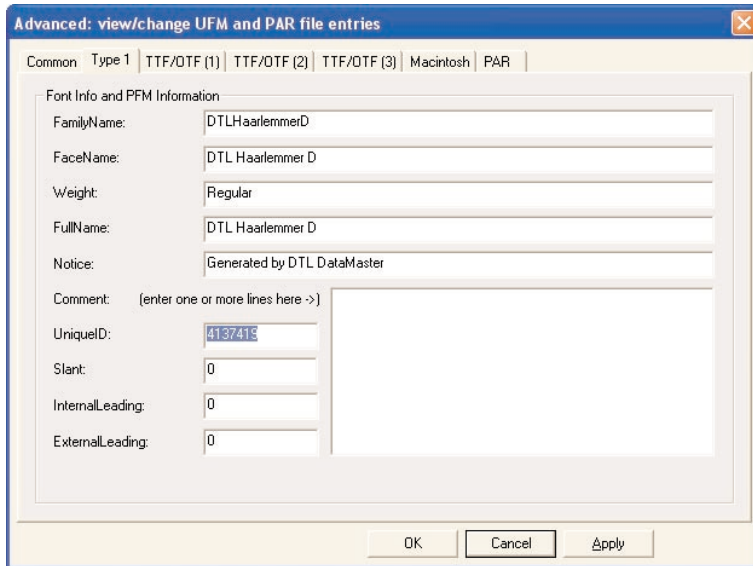 Advanced: view/change UFM and PAR file entries
Common Type 1 TTF/OTF (1) TTF/OTF (2) TTF/OTF (3) Macintosh PAR
Font Info and PFM Information
FamilyName: DTLHaarlemmerD
FaceName: DTL Haarlemmer D
Weight: Regular
FullName: DTL Haarlemmer D
Notice: Generated by DTL DataMaster
Comment: (enter one or more lines here ->)
UniqueID: 4137419
Slant: 0
InternalLeading: 0
ExternalLeading: 0
OK Cancel Apply